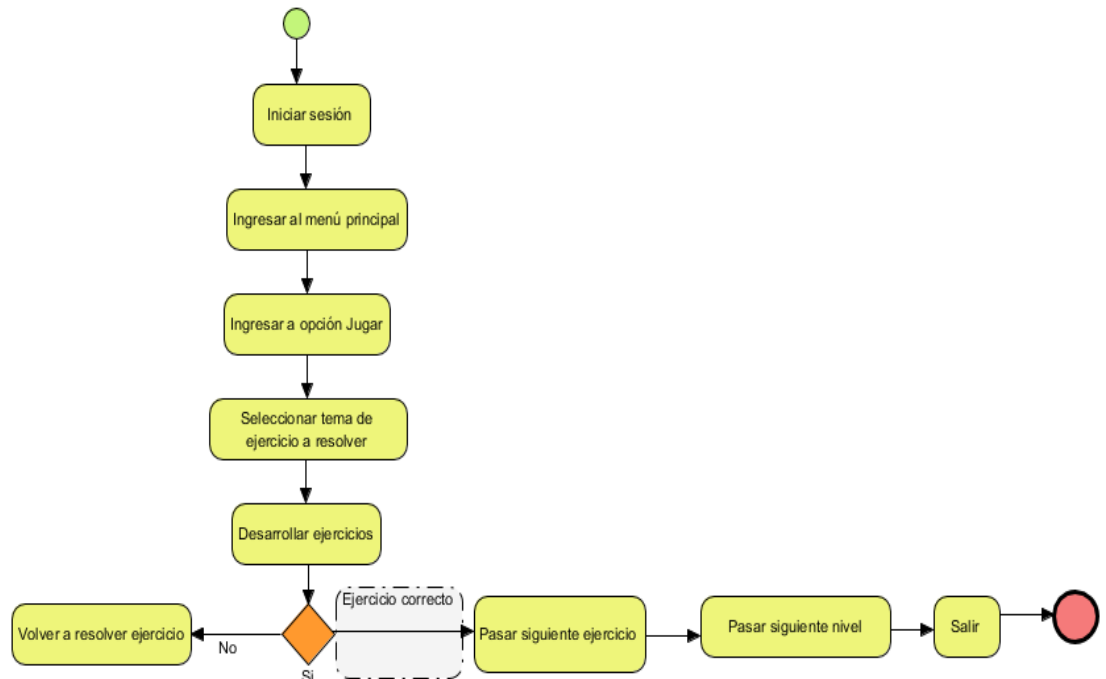 Iniciar sesión
Ingresar al menú principal
Ingresar a opción Jugar
Seleccionar tema de
ejercicio a resolver
Desarrollar ejercicios
Ejercicio correcto
Volver a resolver ejercicio
No
Si
Pasar siguiente ejercicio
Pasar siguiente nivel
Salir